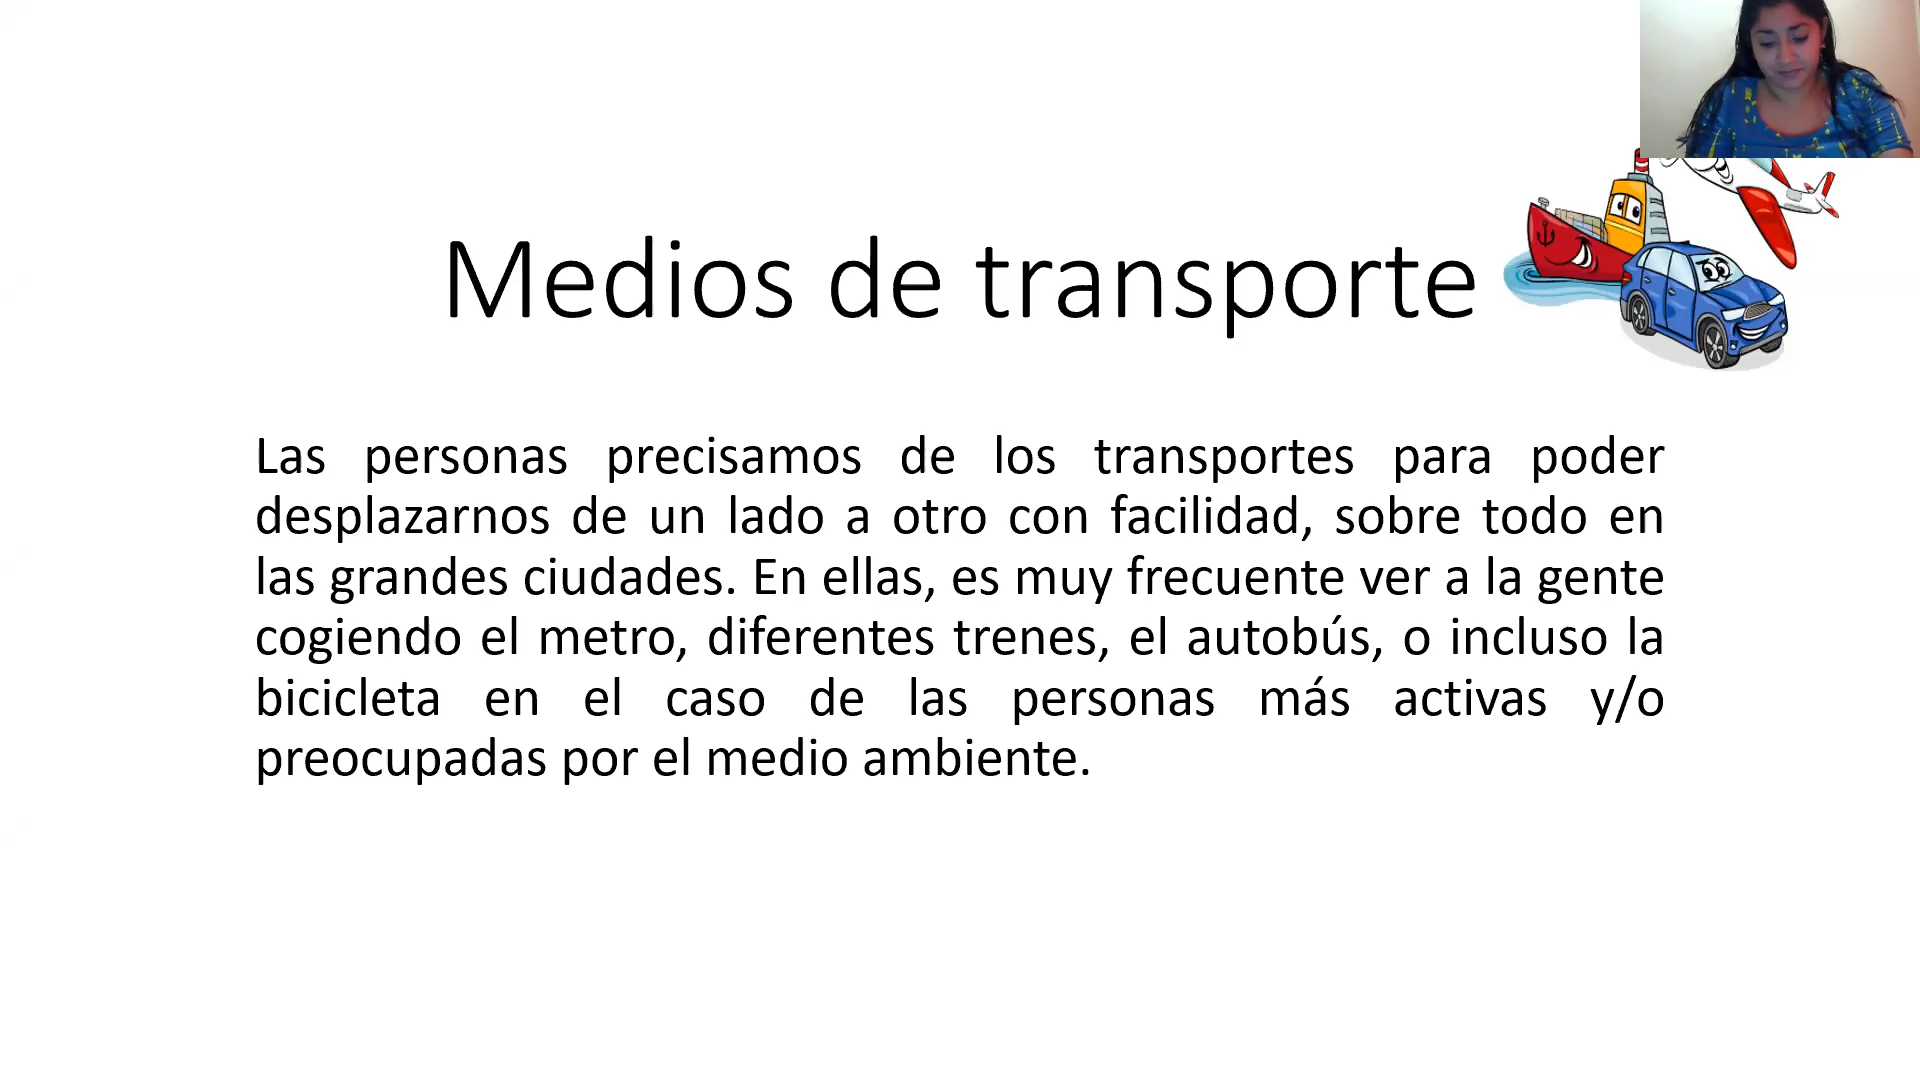 Medios de transporte
Las personas precisamos de los transportes para poder
desplazarnos de un lado a otro con facilidad, sobre todo en
las grandes ciudades. En ellas, es muy frecuente ver a la gente
cogiendo el metro, diferentes trenes, el autobús, o incluso la
bicicleta en el caso de las personas más activas y/o
preocupadas por el medio ambiente.